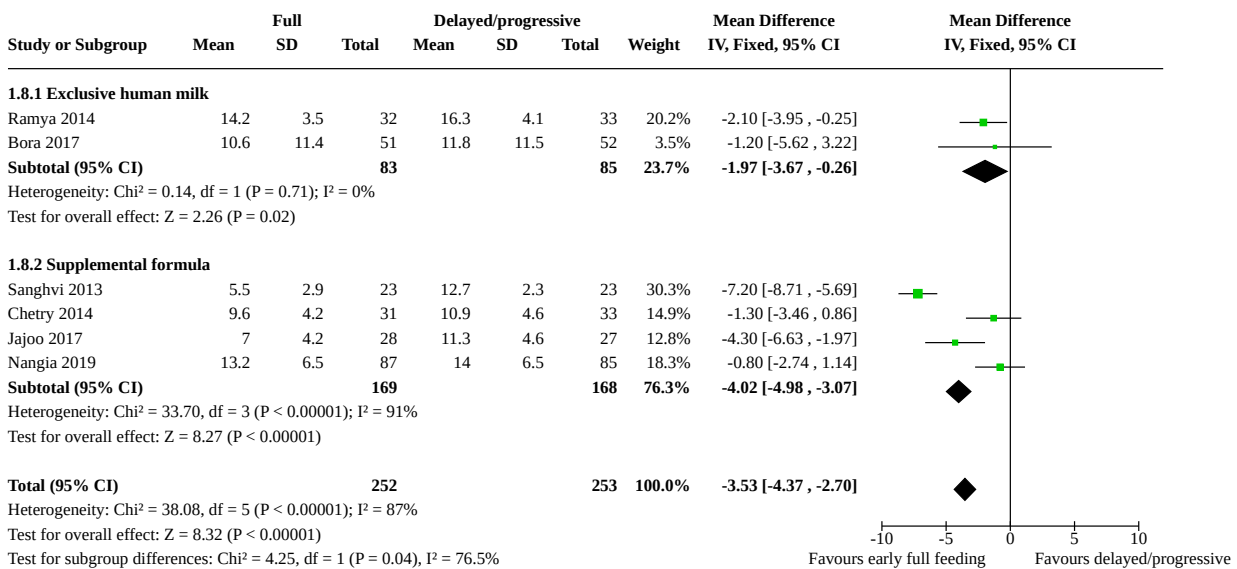 Full Delayed/progressive Mean Difference Mean Difference
Study or Subgroup Mean SD Total Mean SD Total Weight IV, Fixed, 95% CI IV, Fixed, 95% CI
1.8.1 Exclusive human milk
Ramya 2014 14.2 3.5 32 16.3 4.1 33 20.2% -2.10 [-3.95 , -0.25]
Bora 2017 10.6 11.4 51 11.8 11.5 52 3.5% -1.20 [-5.62 , 3.22]
Subtotal (95% CI) 83 85 23.7% -1.97 [-3.67 , -0.26]
Heterogeneity: Chi² = 0.14, df = 1 (P = 0.71); I² = 0%
Test for overall effect: Z = 2.26 (P = 0.02)
1.8.2 Supplemental formula
Sanghvi 2013 5.5 2.9 23 12.7 2.3 23 30.3% -7.20 [-8.71 , -5.69]
Chetry 2014 9.6 4.2 31 10.9 4.6 33 14.9% -1.30 [-3.46 , 0.86]
Jajoo 2017 7 4.2 28 11.3 4.6 27 12.8% -4.30 [-6.63 , -1.97]
Nangia 2019 13.2 6.5 87 14 6.5 85 18.3% -0.80 [-2.74 , 1.14]
Subtotal (95% CI) 169 168 76.3% -4.02 [-4.98 , -3.07]
Heterogeneity: Chi² = 33.70, df = 3 (P < 0.00001); I² = 91%
Test for overall effect: Z = 8.27 (P < 0.00001)
Total (95% CI) 252 253 100.0% -3.53 [-4.37 , -2.70]
Heterogeneity: Chi² = 38.08, df = 5 (P < 0.00001); I² = 87%
Test for overall effect: Z = 8.32 (P < 0.00001)
-10 -5 0 5 10
Test for subgroup differences: Chi² = 4.25, df = 1 (P = 0.04), I² = 76.5%
Favours early full feeding Favours delayed/progressive